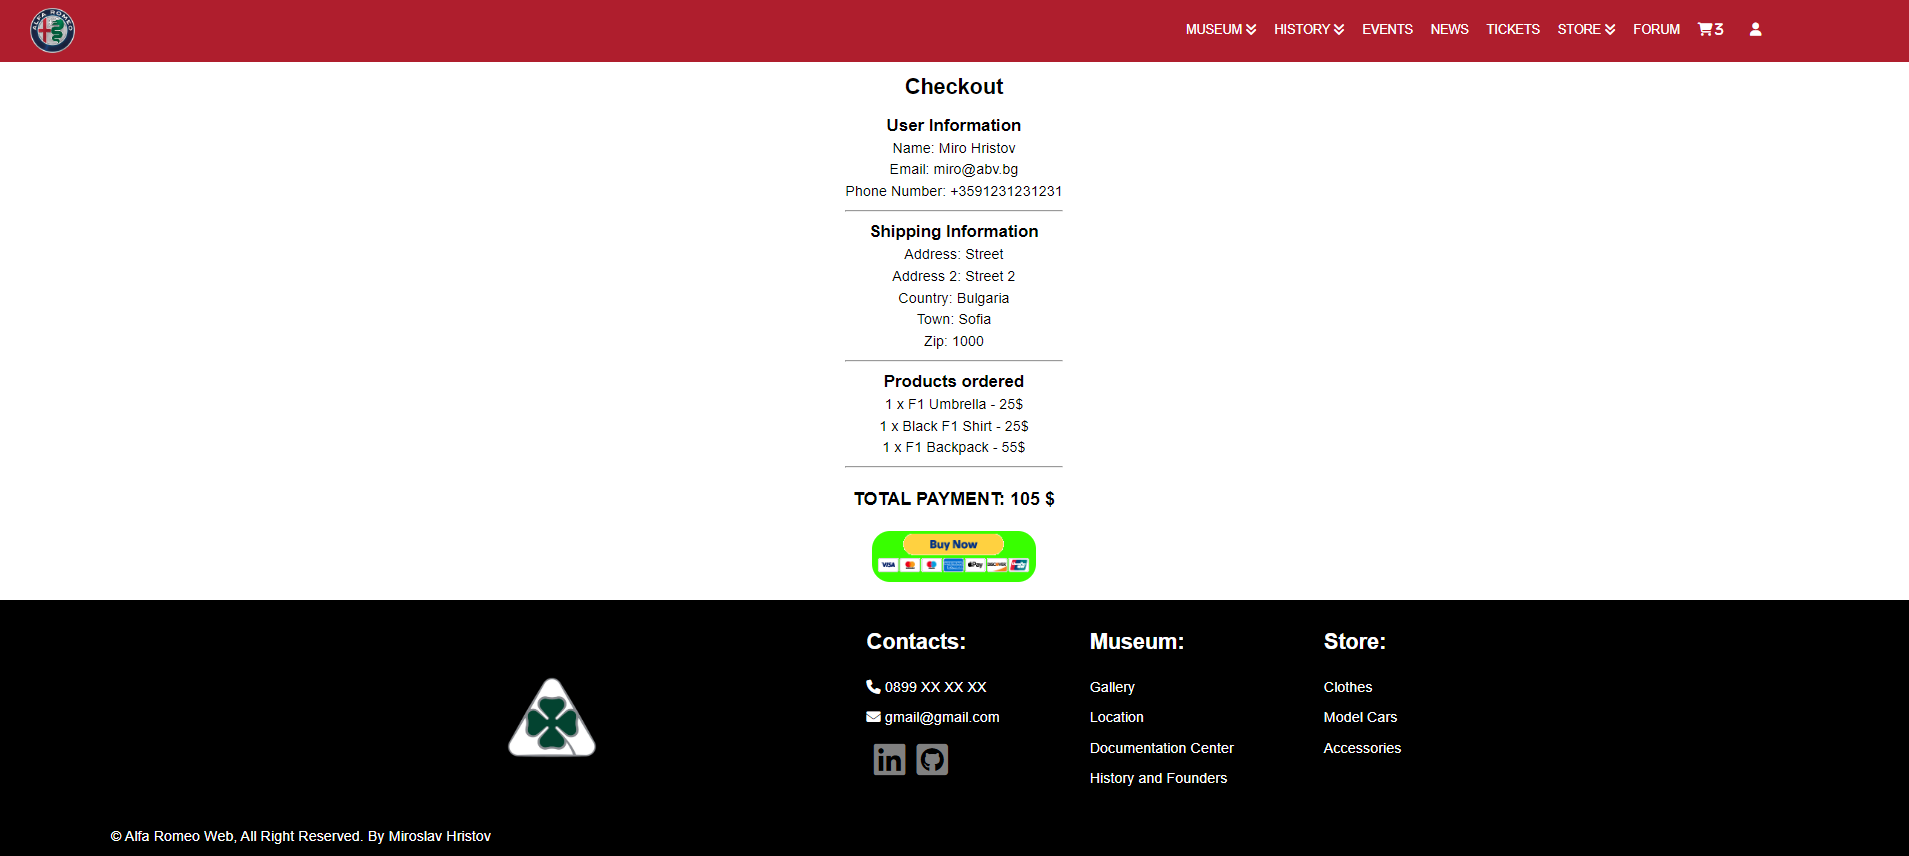 ALFA ROMEO
MUSEUM HISTORY EVENTS NEWS TICKETS STORE FORUM 3
Checkout
User Information
Name: Miro Hristov
Email: miro@abv.bg
Phone Number: +3591231231231
Shipping Information
Address: Street
Address 2: Street 2
Country: Bulgaria
Town: Sofia
Zip: 1000
Products ordered
1 x F1 Umbrella - 25$
1 x Black F1 Shirt - 25$
1 x F1 Backpack - 55$
TOTAL PAYMENT: 105 $
Buy Now
VISA Pay DISCOVER
Contacts:
0899 XX XX XX
gmail@gmail.com
in
Museum:
Gallery
Location
Documentation Center
History and Founders
Store:
Clothes
Model Cars
Accessories
© Alfa Romeo Web, All Right Reserved. By Miroslav Hristov